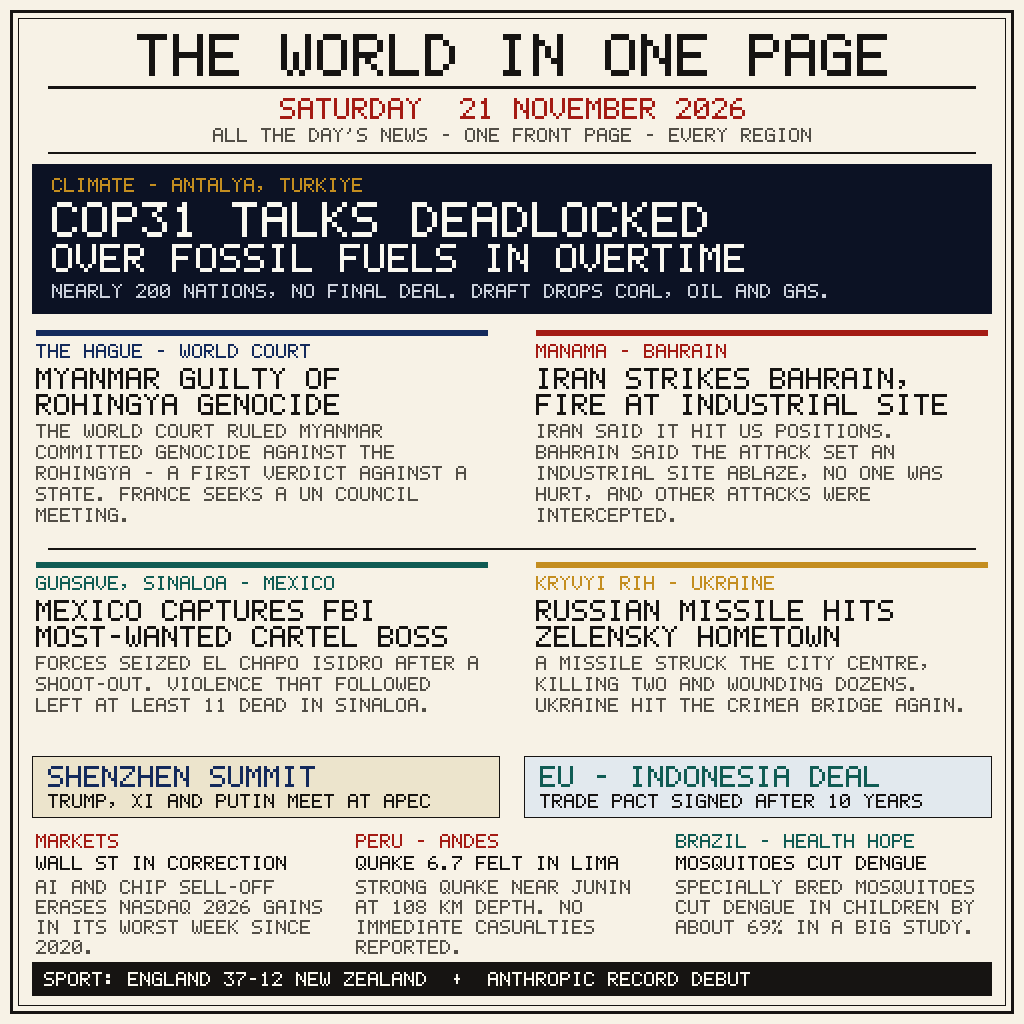 THE WORLD IN ONE PAGE
SATURDAY 21 NOVEMBER 2026
ALL THE DAY'S NEWS - ONE FRONT PAGE - EVERY REGION
CLIMATE - ANTALYA, TURKIYE
COP31 TALKS DEADLOCKED
OVER FOSSIL FUELS IN OVERTIME
NEARLY 200 NATIONS, NO FINAL DEAL. DRAFT DROPS COAL, OIL AND GAS.
THE HAGUE - WORLD COURT
MYANMAR GUILTY OF
ROHINGYA GENOCIDE
THE WORLD COURT RULED MYANMAR
COMMITTED GENOCIDE AGAINST THE
ROHINGYA - A FIRST VERDICT AGAINST A
STATE. FRANCE SEEKS A UN COUNCIL
MEETING.
MANAMA - BAHRAIN
IRAN STRIKES BAHRAIN,
FIRE AT INDUSTRIAL SITE
IRAN SAID IT HIT US POSITIONS.
BAHRAIN SAID THE ATTACK SET AN
INDUSTRIAL SITE ABLAZE, NO ONE WAS
HURT, AND OTHER ATTACKS WERE
INTERCEPTED.
GUASAVE, SINALOA - MEXICO
MEXICO CAPTURES FBI
MOST-WANTED CARTEL BOSS
FORCES SEIZED EL CHAPO ISIDRO AFTER A
SHOOT-OUT. VIOLENCE THAT FOLLOWED
LEFT AT LEAST 11 DEAD IN SINALOA.
KRYVYI RIH - UKRAINE
RUSSIAN MISSILE HITS
ZELENSKY HOMETOWN
A MISSILE STRUCK THE CITY CENTRE,
KILLING TWO AND WOUNDING DOZENS.
UKRAINE HIT THE CRIMEA BRIDGE AGAIN.
SHENZHEN SUMMIT
TRUMP, XI AND PUTIN MEET AT APEC
EU - INDONESIA DEAL
TRADE PACT SIGNED AFTER 10 YEARS
MARKETS
WALL ST IN CORRECTION
AI AND CHIP SELL-OFF
ERASES NASDAQ 2026 GAINS
IN ITS WORST WEEK SINCE
2020.
PERU - ANDES
QUAKE 6.7 FELT IN LIMA
STRONG QUAKE NEAR JUNIN
AT 108 KM DEPTH. NO
IMMEDIATE CASUALTIES
REPORTED.
BRAZIL - HEALTH HOPE
MOSQUITOES CUT DENGUE
SPECIALLY BRED MOSQUITOES
CUT DENGUE IN CHILDREN BY
ABOUT 69% IN A BIG STUDY.
SPORT: ENGLAND 37-12 NEW ZEALAND + ANTHROPIC RECORD DEBUT